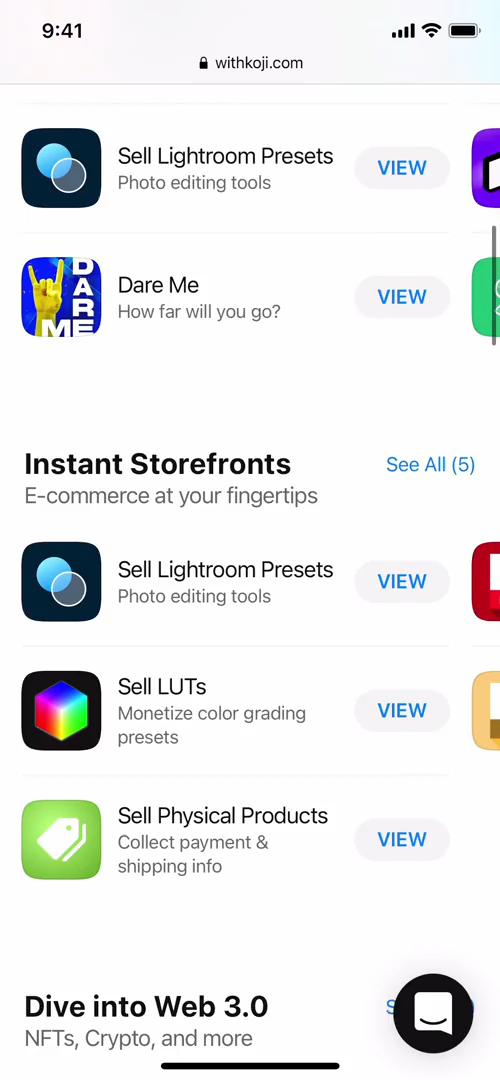 9:41
withkoji.com
Sell Lightroom Presets
Photo editing tools
VIEW
DARE
ME
Dare Me
How far will you go?
VIEW
Instant Storefronts
See All (5)
E-commerce at your fingertips
Sell Lightroom Presets
Photo editing tools
VIEW
Sell LUTs
Monetize color grading
presets
VIEW
Sell Physical Products
Collect payment &
shipping info
VIEW
Dive into Web 3.0
NFTs, Crypto, and more